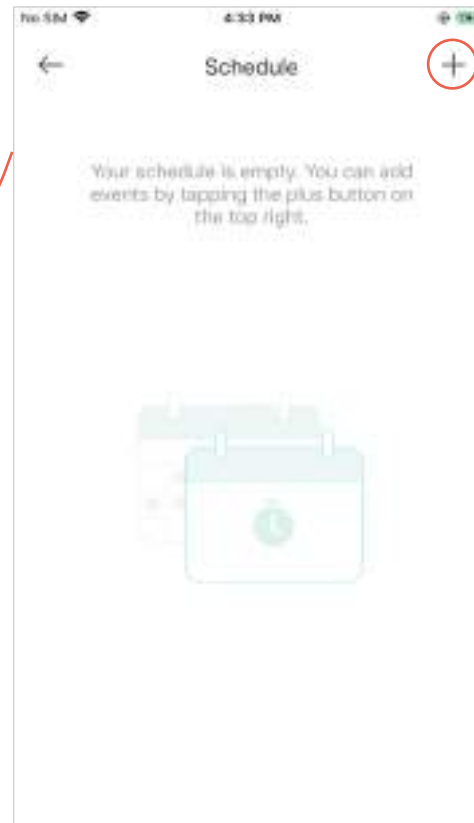 No SIM 4:33 PM
Schedule
Your schedule is empty. You can add
events by tapping the plus button on
the top right.